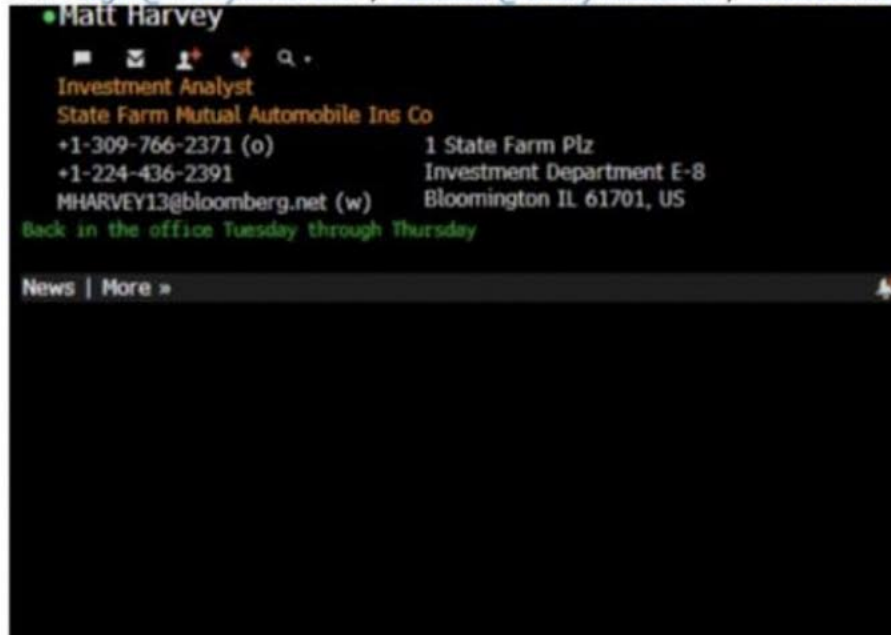 Matt Harvey
Investment Analyst
State Farm Mutual Automobile Ins Co
+1-309-766-2371 (o)
1 State Farm Plz
+1-224-436-2391
Investment Department E-8
MHARVEY13@bloomberg.net (w)
Bloomington IL 61701, US
Back in the office Tuesday through Thursday
News | More »